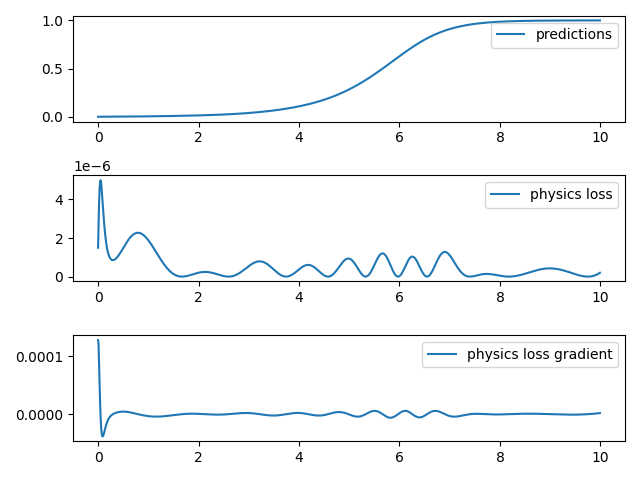 1.0
predictions
0.5
0.0
0 2 4 6 8 10
1e−6
physics loss
4
2
0
0 2 4 6 8 10
physics loss gradient
0.0001
0.0000
0 2 4 6 8 10